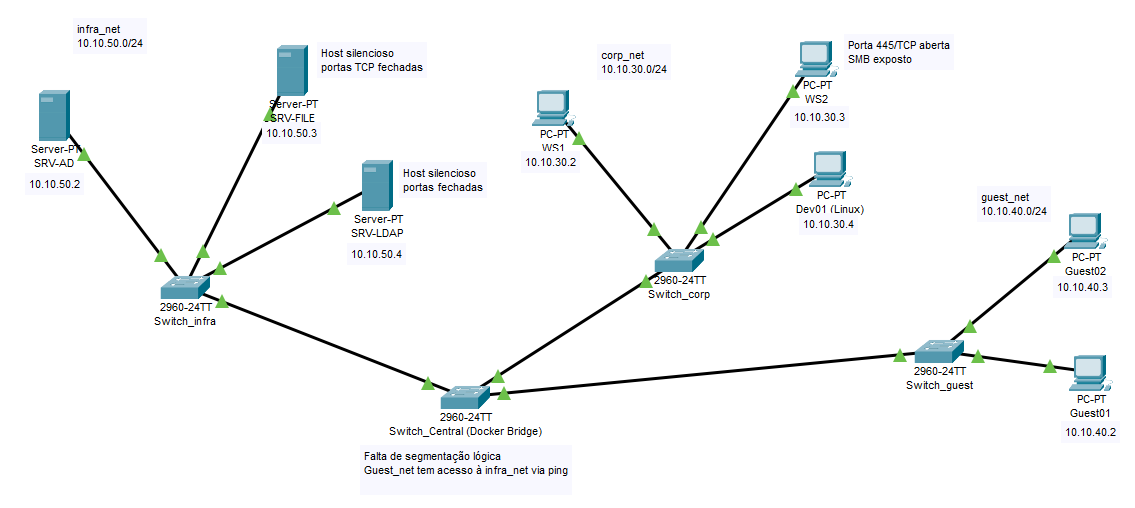 infra_net
10.10.50.0/24
Host silencioso
portas TCP fechadas
Server-PT
SRV-FILE
10.10.50.3
Server-PT
SRV-AD
10.10.50.2
Host silencioso
portas fechadas
Server-PT
SRV-LDAP
10.10.50.4
2960-24TT
Switch_infra
corp_net
10.10.30.0/24
Porta 445/TCP aberta
SMB exposto
PC-PT
WS2
10.10.30.3
PC-PT
WS1
10.10.30.2
PC-PT
Dev01 (Linux)
10.10.30.4
2960-24TT
Switch_corp
guest_net
10.10.40.0/24
PC-PT
Guest02
10.10.40.3
2960-24TT
Switch_guest
PC-PT
Guest01
10.10.40.2
2960-24TT
Switch_Central (Docker Bridge)
Falta de segmentação lógica
Guest_net tem acesso à infra_net via ping